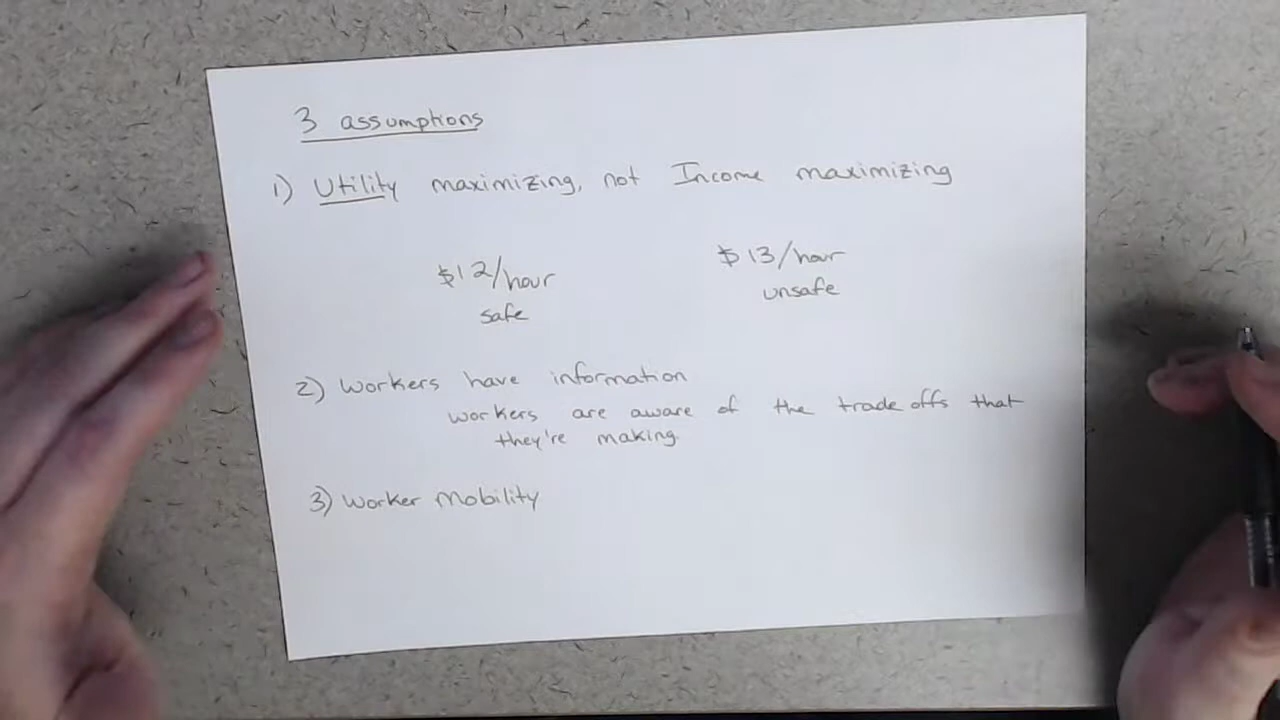 3 assumptions
1) Utility maximizing, not Income maximizing
$12/hour $13/hour
safe unsafe
2) Workers have information
workers are aware of the trade offs that
they're making.
3) Worker Mobility